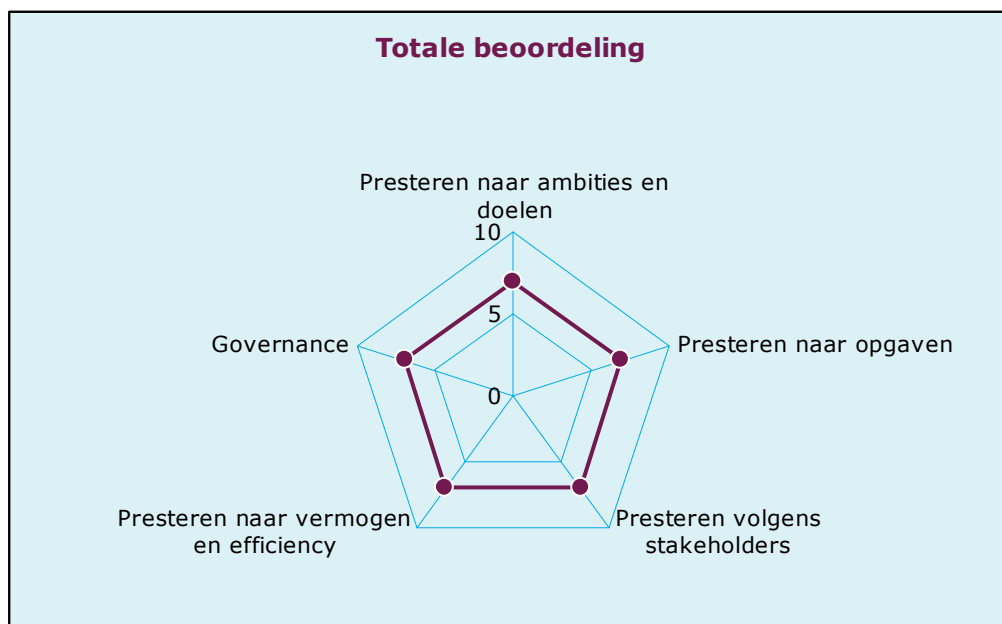 Totale beoordeling
Presteren naar ambities en
doelen
10
5
0
Governance
Presteren naar opgaven
Presteren naar vermogen
en efficiency
Presteren volgens
stakeholders